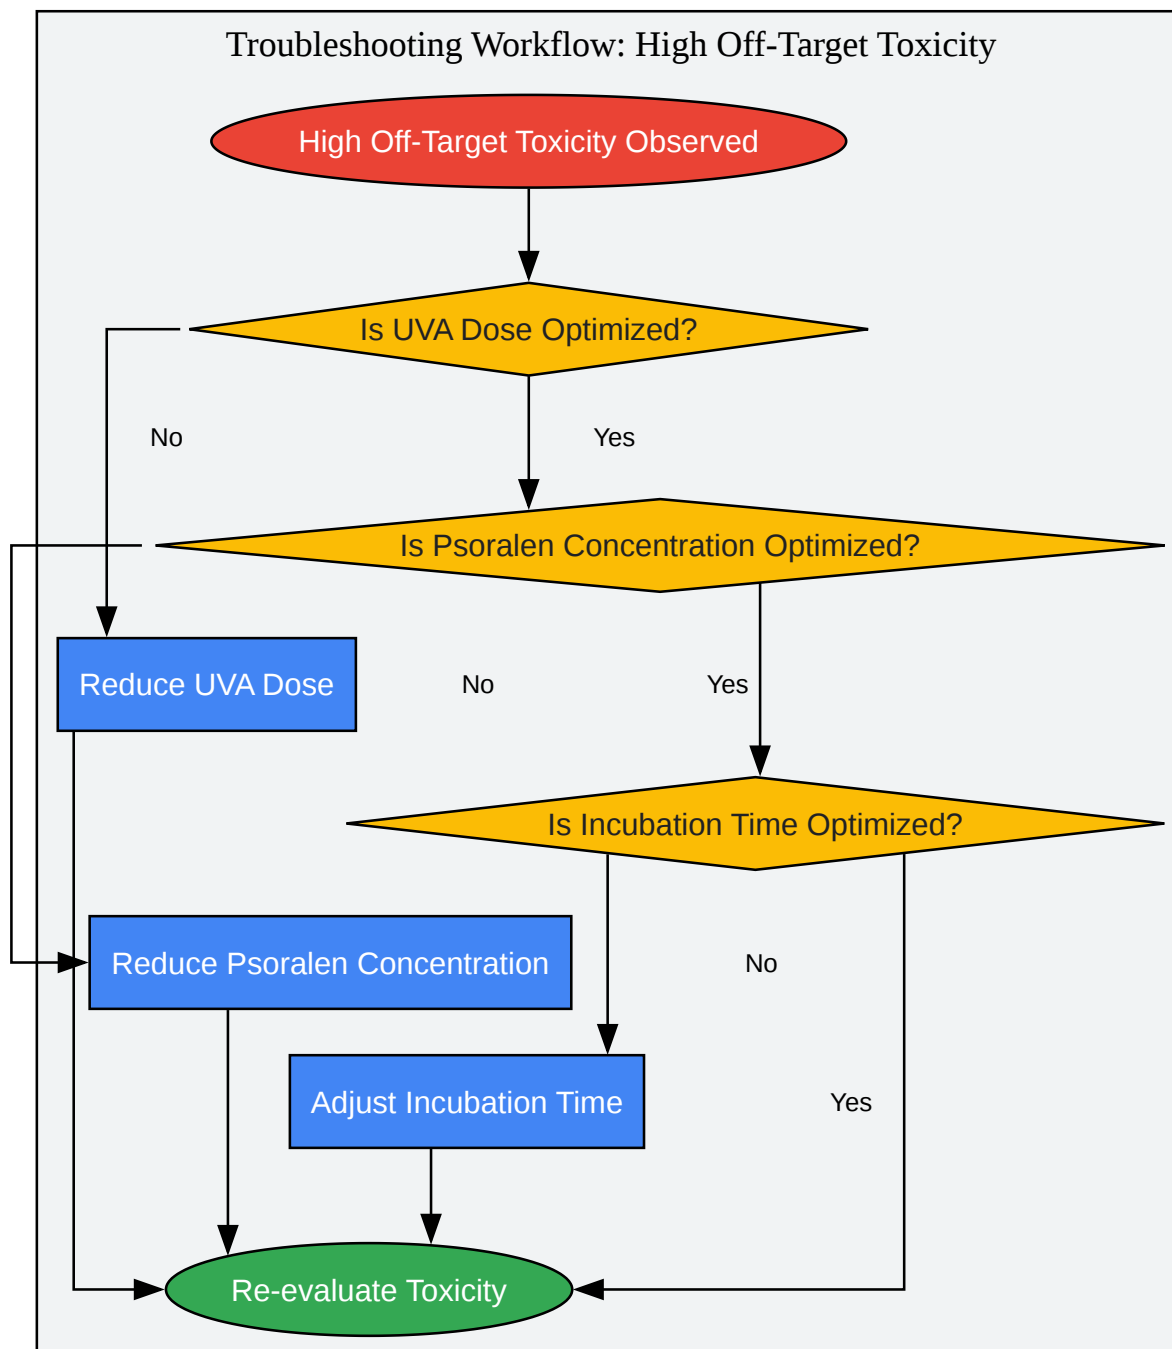 Troubleshooting Workflow: High Off-Target Toxicity
High Off-Target Toxicity Observed
Is UVA Dose Optimized?
No
Yes
Is Psoralen Concentration Optimized?
Reduce UVA Dose
No
Yes
Is Incubation Time Optimized?
Reduce Psoralen Concentration
No
Adjust Incubation Time
Yes
Re-evaluate Toxicity